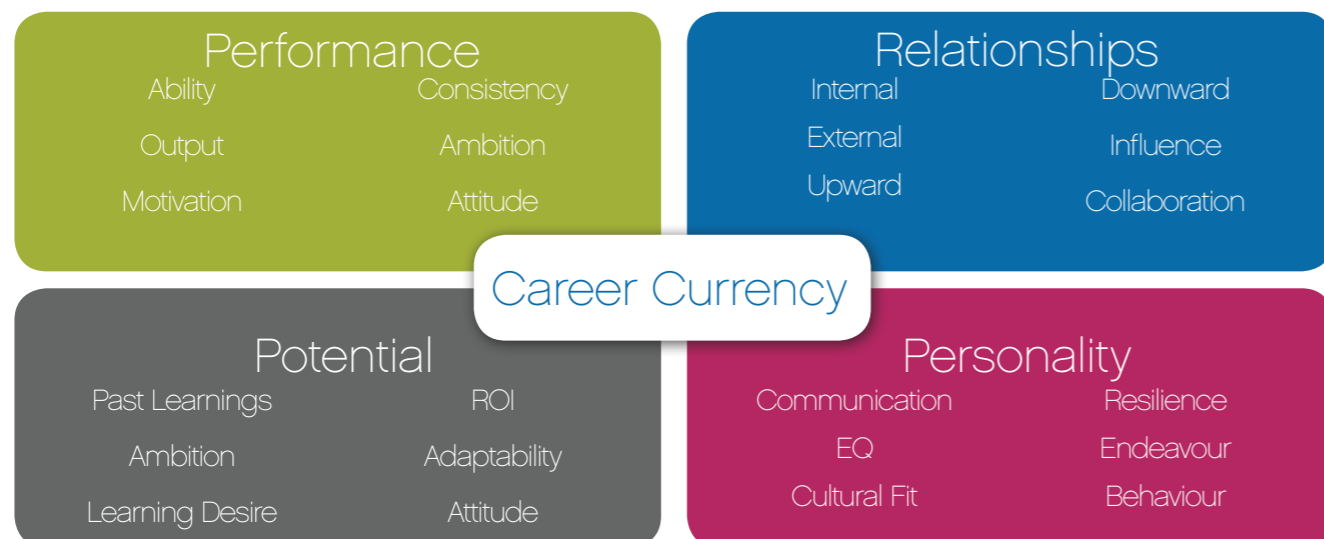 Performance
Ability Consistency
Output Ambition
Motivation Attitude
Relationships
Internal Downward
External Influence
Upward Collaboration
Career Currency
Potential
Past Learnings ROI
Ambition Adaptability
Learning Desire Attitude
Personality
Communication Resilience
EQ Endeavour
Cultural Fit Behaviour